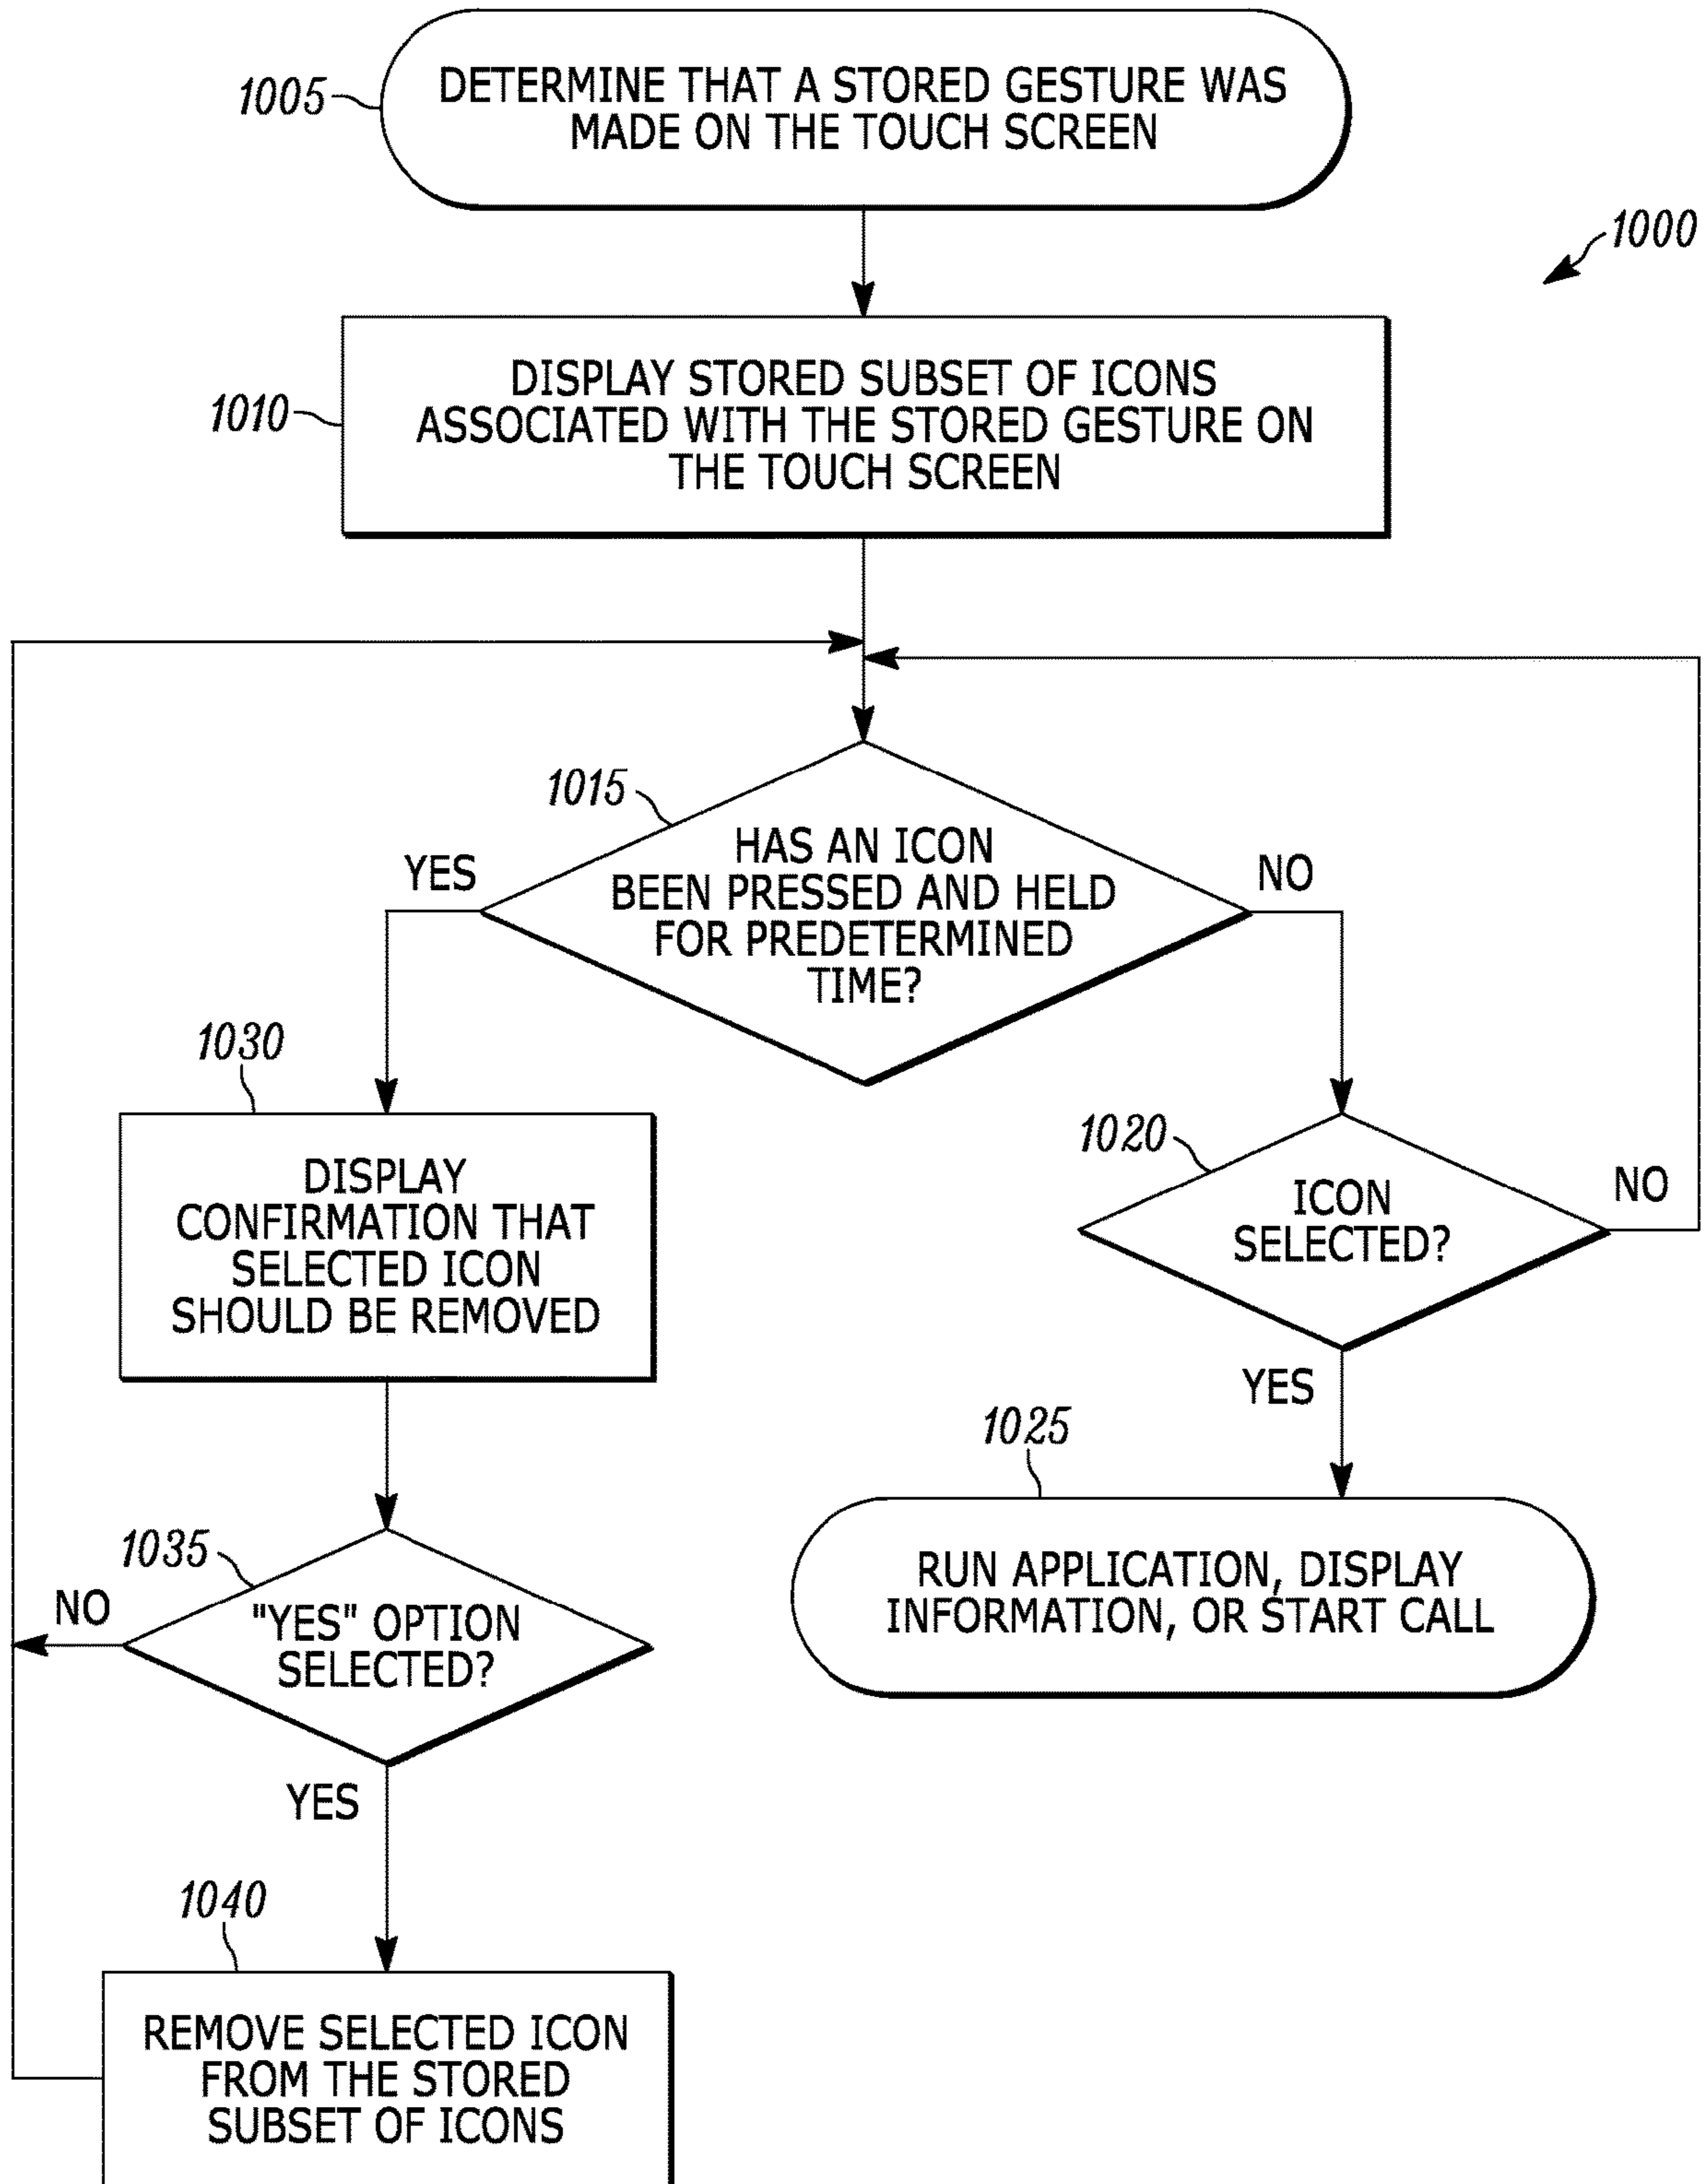 1005
DETERMINE THAT A STORED GESTURE WAS
MADE ON THE TOUCH SCREEN
1000
1010
DISPLAY STORED SUBSET OF ICONS
ASSOCIATED WITH THE STORED GESTURE ON
THE TOUCH SCREEN
1015
HAS AN ICON
BEEN PRESSED AND HELD
FOR PREDETERMINED
TIME?
YES
NO
1030
DISPLAY
CONFIRMATION THAT
SELECTED ICON
SHOULD BE REMOVED
1020
ICON
SELECTED?
NO
YES
1025
RUN APPLICATION, DISPLAY
INFORMATION, OR START CALL
1035
"YES" OPTION
SELECTED?
NO
YES
1040
REMOVE SELECTED ICON
FROM THE STORED
SUBSET OF ICONS